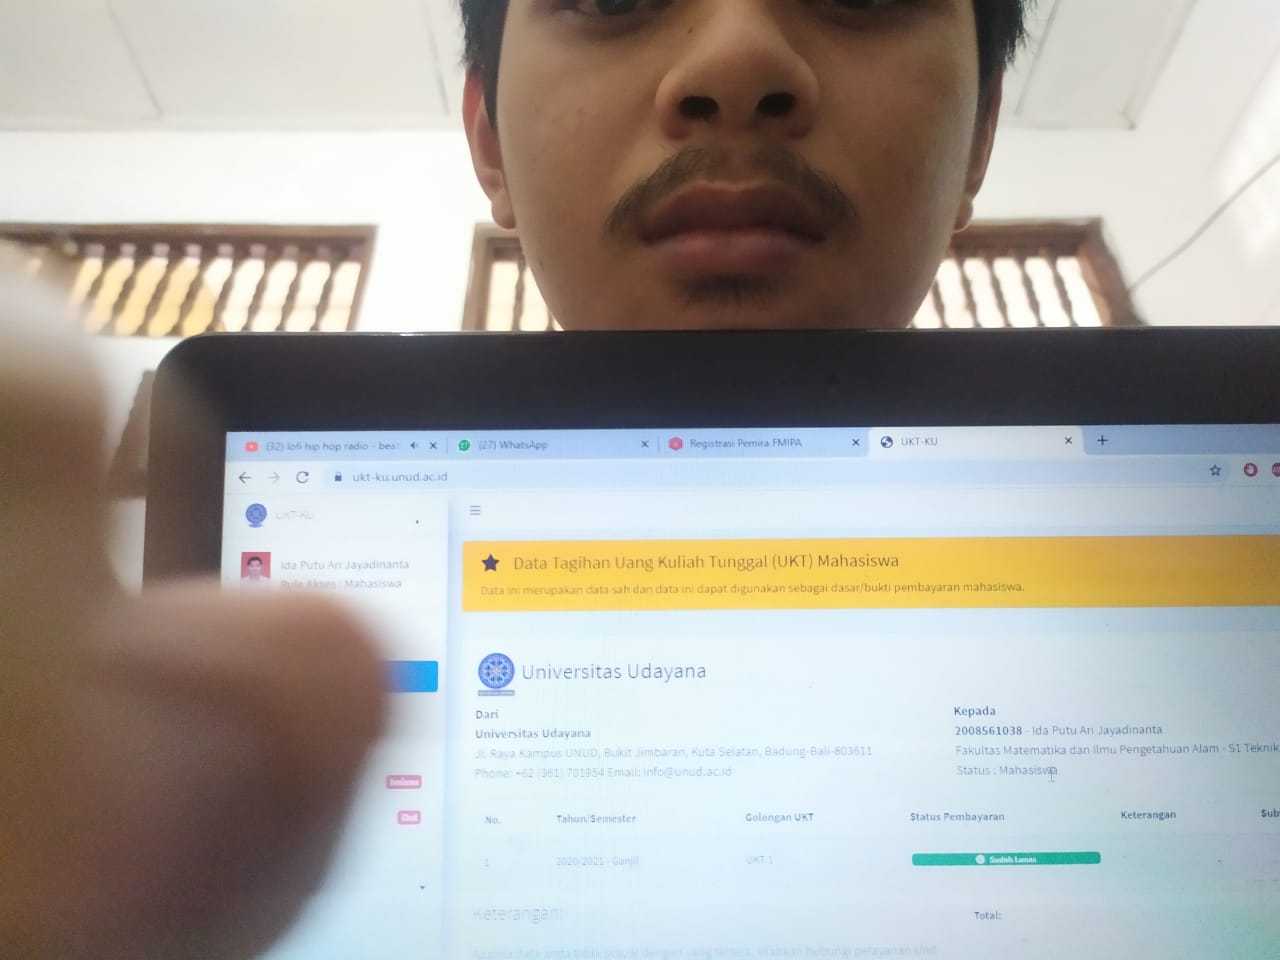 (32) lofi hip hop radio - beat
(27) WhatsApp
Registrasi Pemira FMIPA
UKT-KU
ukt-ku.unud.ac.id
UKT-KU
Ida Putu Ari Jayadinanta
Rule Akses : Mahasiswa
Data Tagihan Uang Kuliah Tunggal (UKT) Mahasiswa
Data ini merupakan data sah dan data ini dapat digunakan sebagai dasar/bukti pembayaran mahasiswa.
Universitas Udayana
Dari
Universitas Udayana
Jl. Raya Kampus UNUD, Bukit Jimbaran, Kuta Selatan, Badung-Bali-803611
Phone: +62 (361) 701954 Email: info@unud.ac.id
Kepada
2008561038 - Ida Putu Ari Jayadinanta
Fakultas Matematika dan Ilmu Pengetahuan Alam - S1 Teknik
Status : Mahasiswa
No. Tahun/Semester Golongan UKT Status Pembayaran Keterangan Sub
1 2020/2021 - Ganjil UKT 1 Sudah Lunas
Keterangan:
Total: